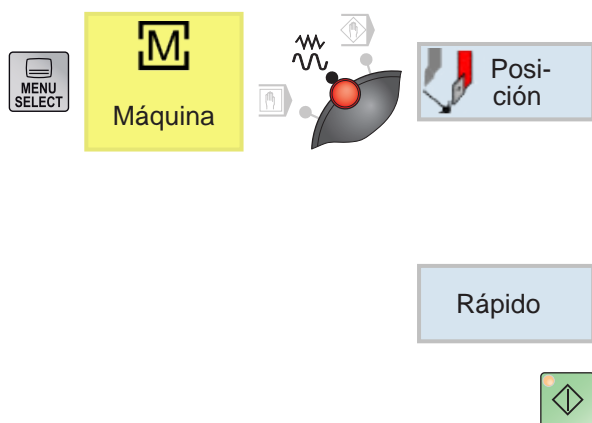 MENU
SELECT
M
Máquina
Posi-
ción
Rápido